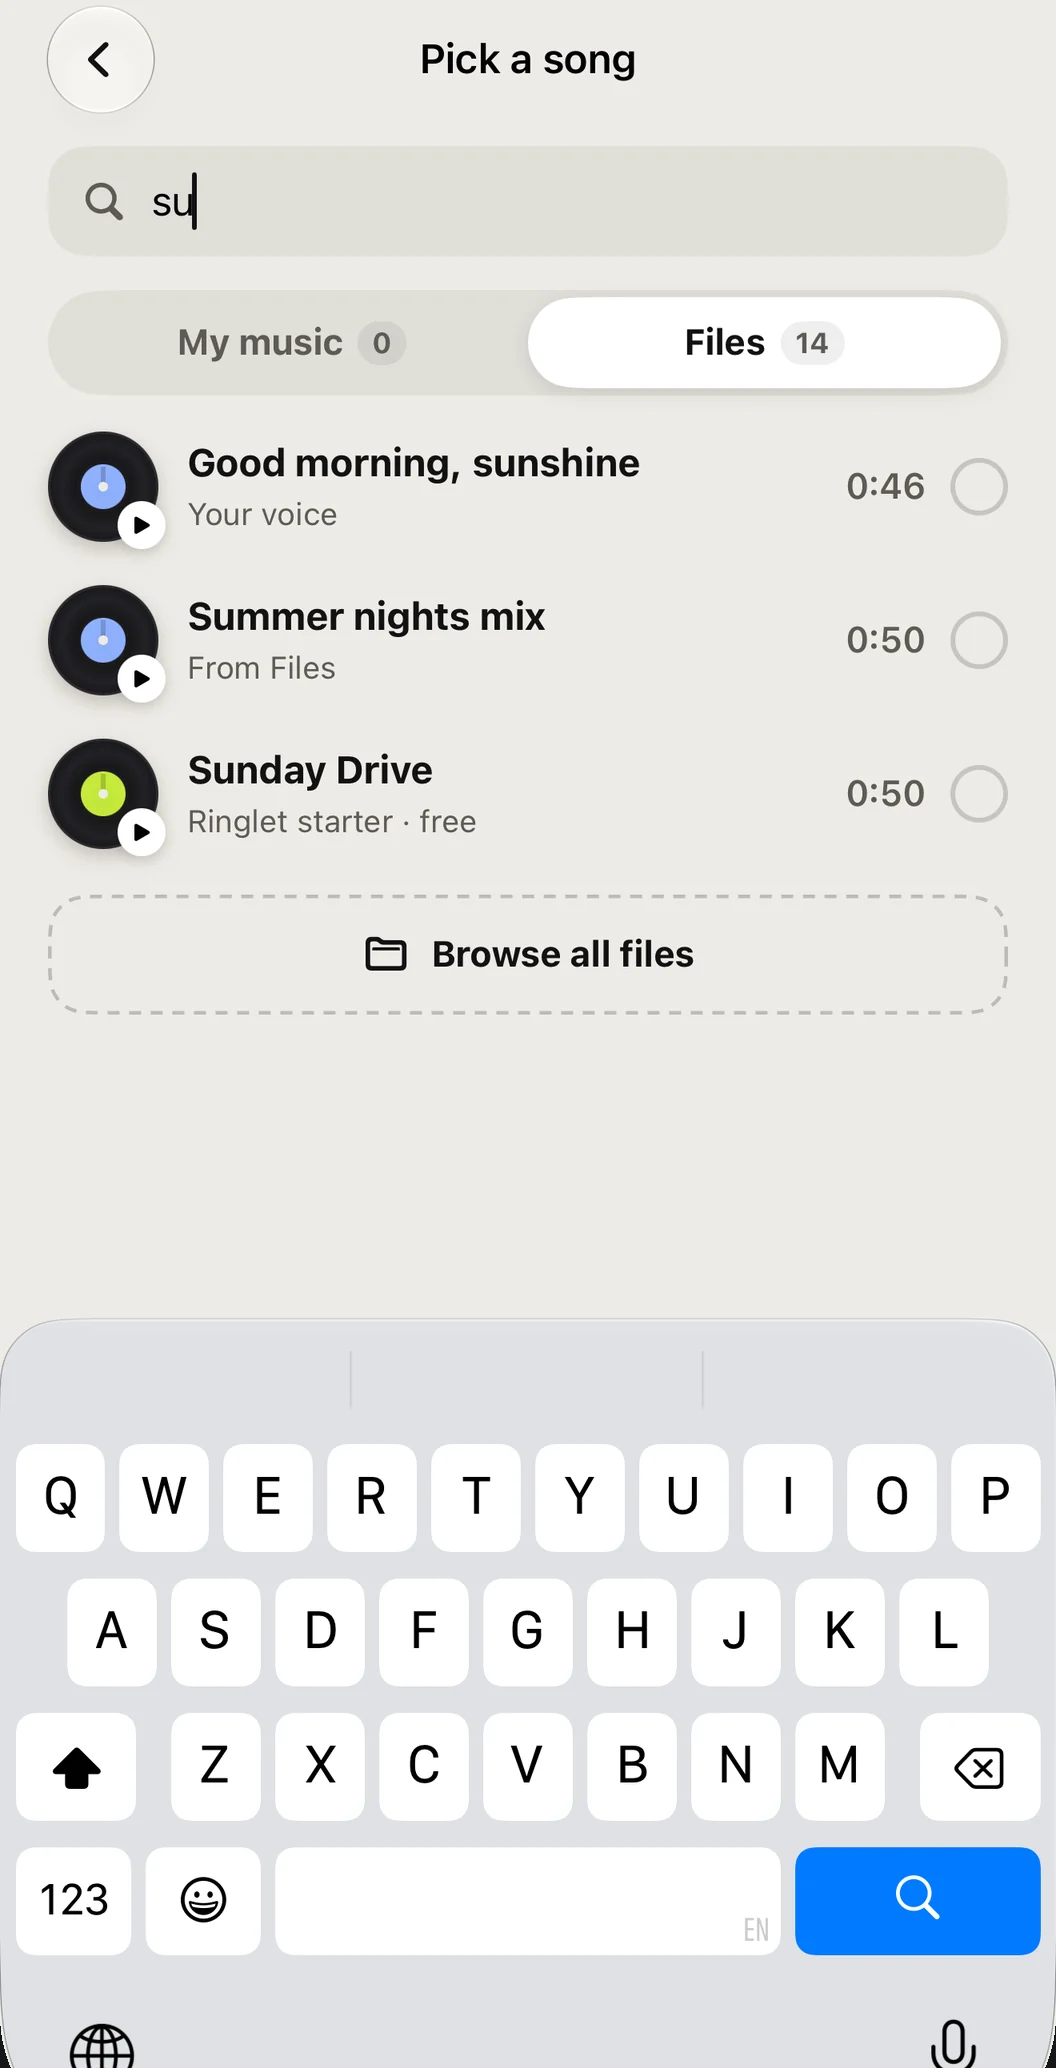 Pick a song
su
My music 0
Files 14
Good morning, sunshine
Your voice
0:46
Summer nights mix
From Files
0:50
Sunday Drive
Ringlet starter · free
0:50
Browse all files
Q W E R T Y U I O P
A S D F G H J K L
Z X C V B N M
123
EN